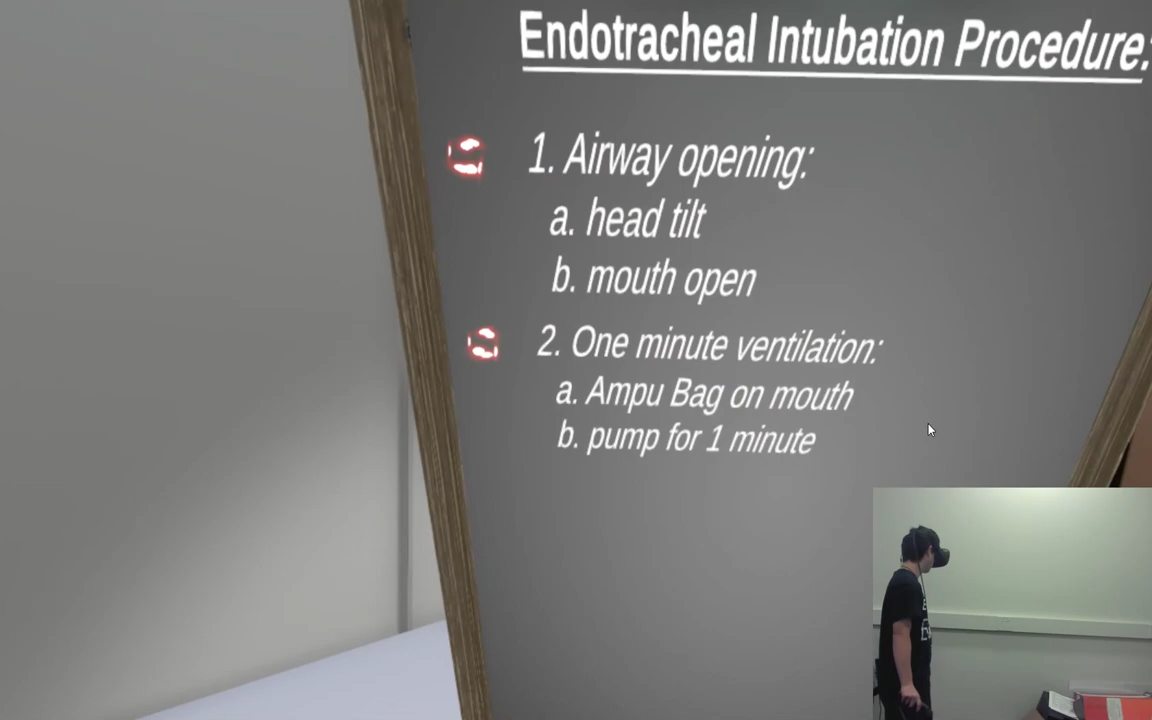 Endotracheal Intubation Procedure:
1. Airway opening:
a. head tilt
b. mouth open
2. One minute ventilation:
a. Ampu Bag on mouth
b. pump for 1 minute